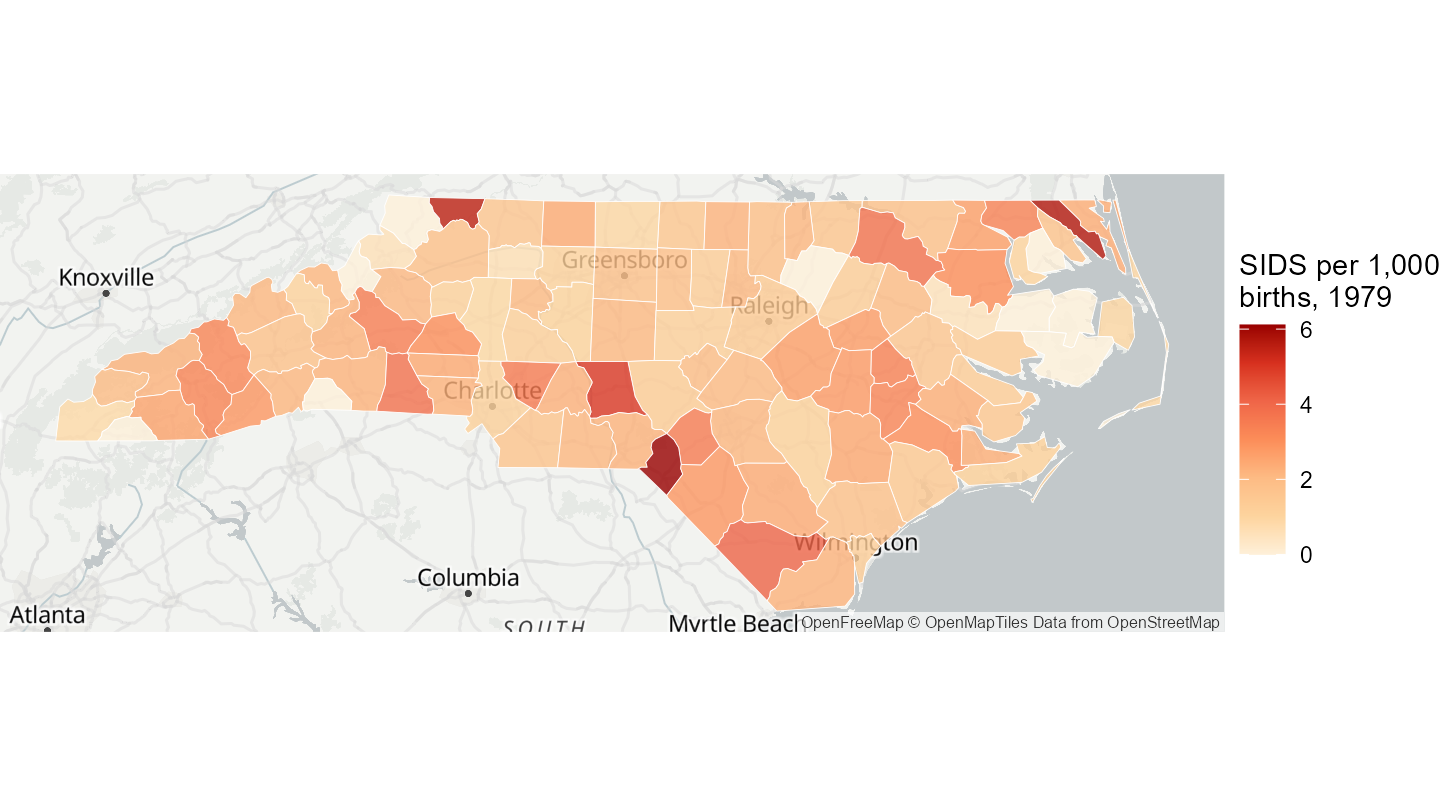 Greensboro
Knoxville
Raleigh
Charlotte
Wilmington
Columbia
Atlanta
SOUTH
Myrtle Beac
OpenFreeMap © OpenMapTiles Data from OpenStreetMap
SIDS per 1,000
births, 1979
6
4
2
0